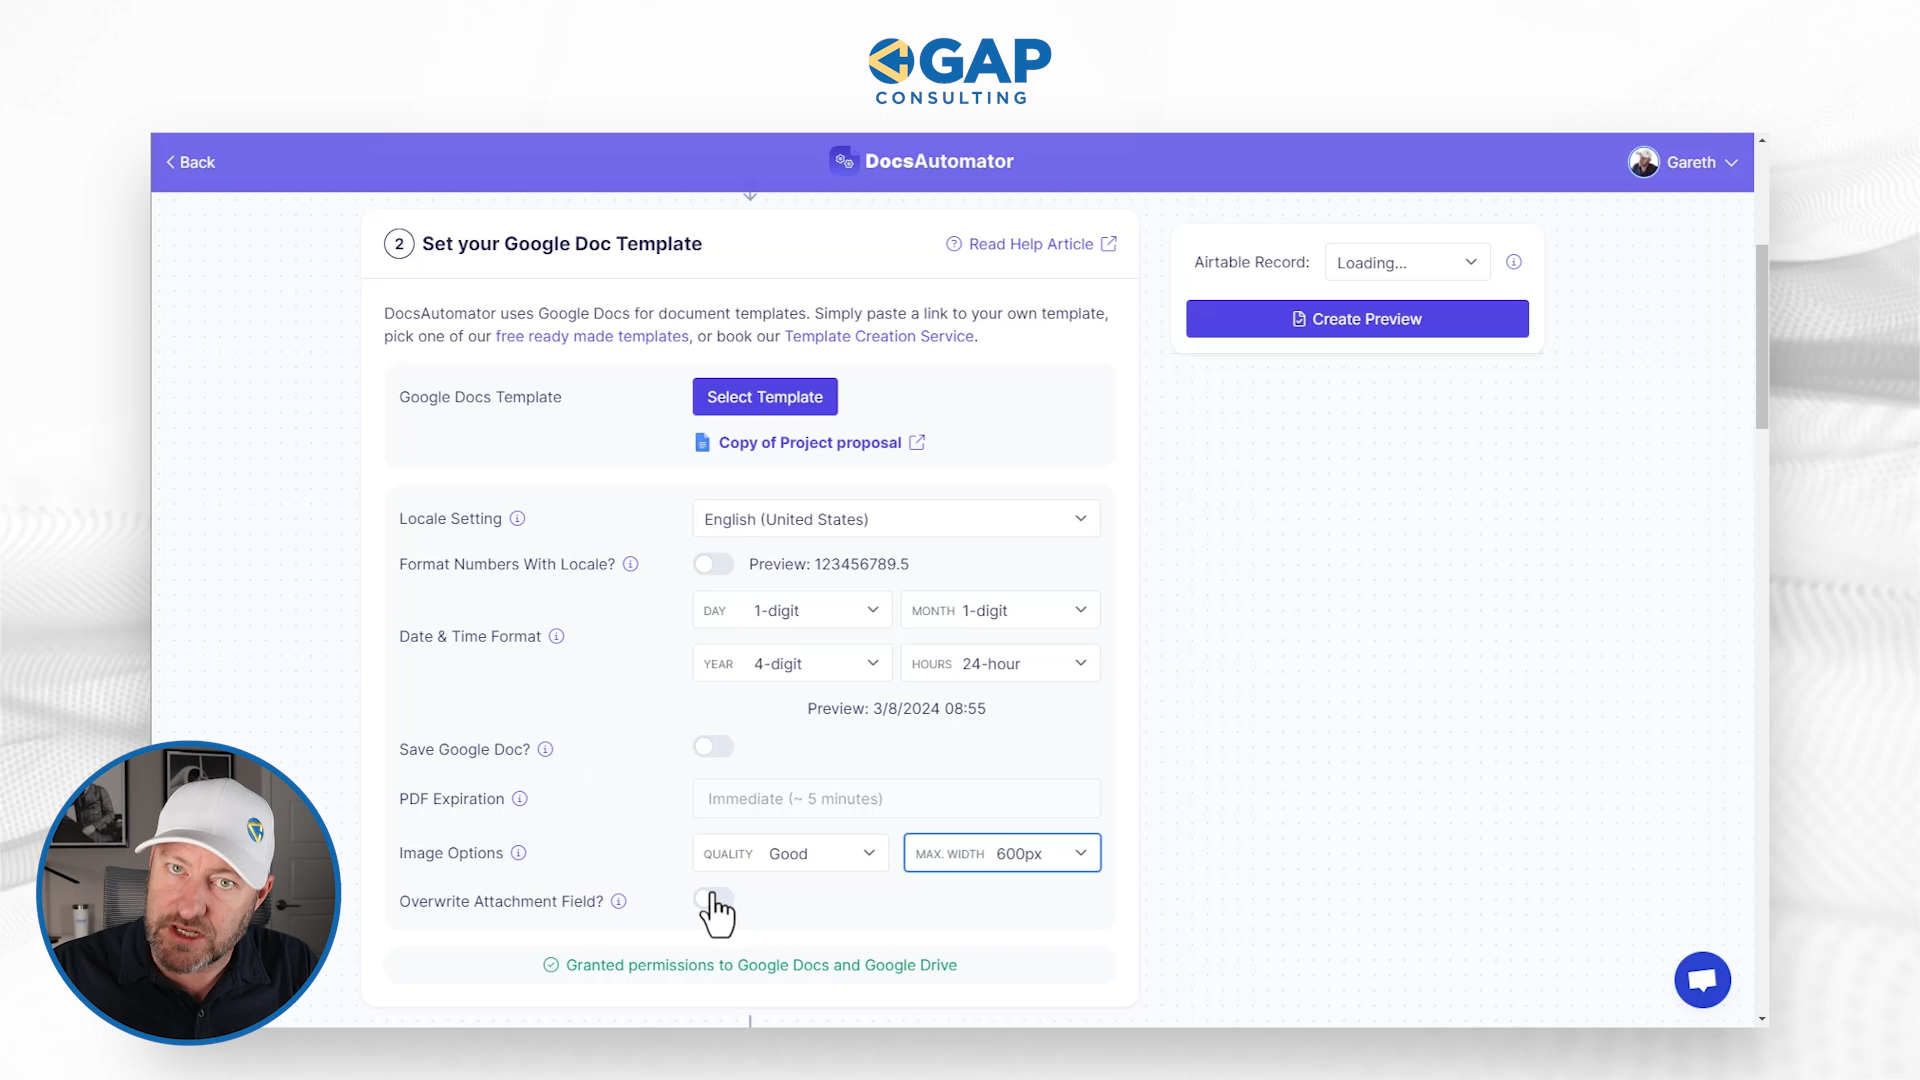 GAP
CONSULTING
Back
DocsAutomator
Gareth
2 Set your Google Doc Template
Read Help Article
DocsAutomator uses Google Docs for document templates. Simply paste a link to your own template,
pick one of our free ready made templates, or book our Template Creation Service.
Google Docs Template
Select Template
Copy of Project proposal
Locale Setting
English (United States)
Format Numbers With Locale?
Preview: 123456789.5
Date & Time Format
DAY 1-digit
MONTH 1-digit
YEAR 4-digit
HOURS 24-hour
Preview: 3/8/2024 08:55
Save Google Doc?
PDF Expiration
Immediate (~ 5 minutes)
Image Options
QUALITY Good
MAX. WIDTH 600px
Overwrite Attachment Field?
Granted permissions to Google Docs and Google Drive
Airtable Record:
Loading...
Create Preview